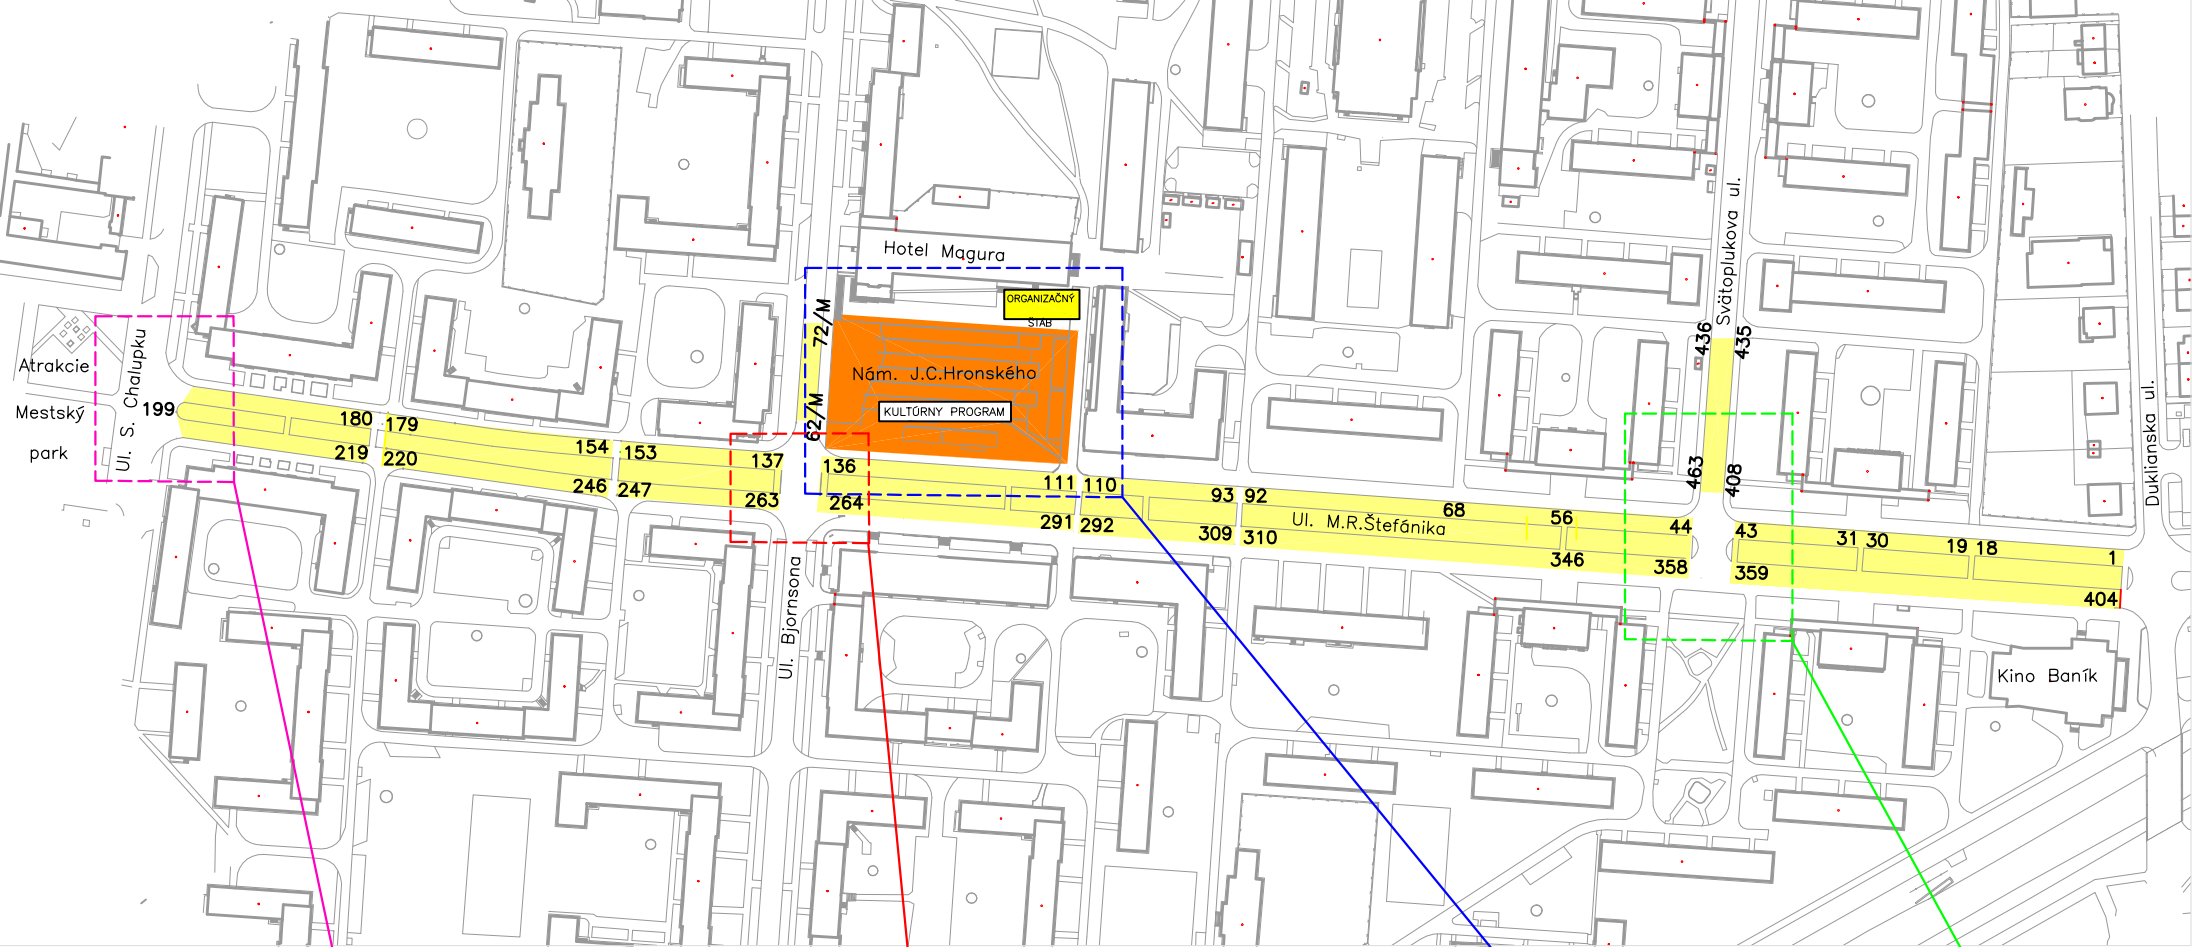 Hotel Magura
ORGANIZAČNÝ
ŠTÁB
Nám. J.C.Hronského
KULTÚRNY PROGRAM
72/M
62/M
Svätoplukova ul.
436
435
463
408
Duklianska ul.
Atrakcie
Mestský
park
Ul. S. Chalupku
199
180 179
219 220
154 153
246 247
137
263
136
264
111 110
291 292
93 92
309 310
Ul. M.R.Štefánika
68
56
346
44
358
43
359
31 30
19 18
1
404
Ul. Bjornsona
Kino Baník